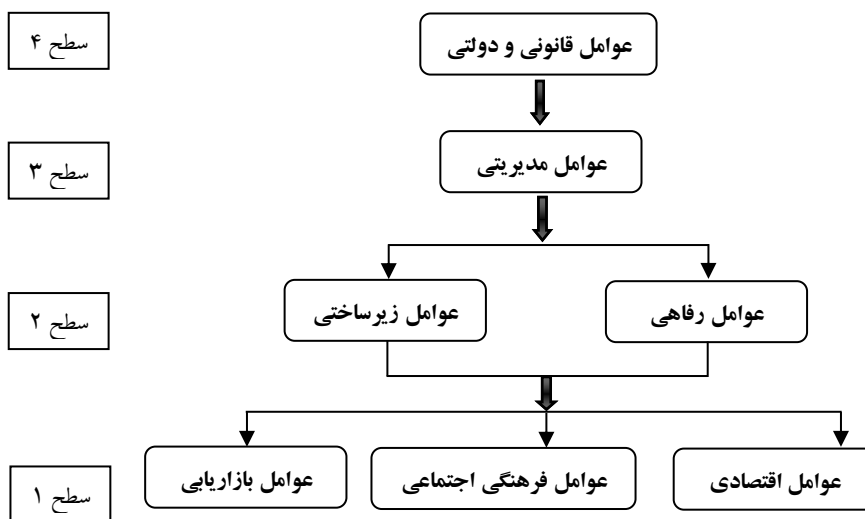 عوامل قانونی و دولتی
سطح ۴
عوامل مدیریتی
سطح ۳
عوامل رفاهی
عوامل زیرساختی
سطح ۲
عوامل اقتصادی
عوامل فرهنگی اجتماعی
عوامل بازاریابی
سطح ۱